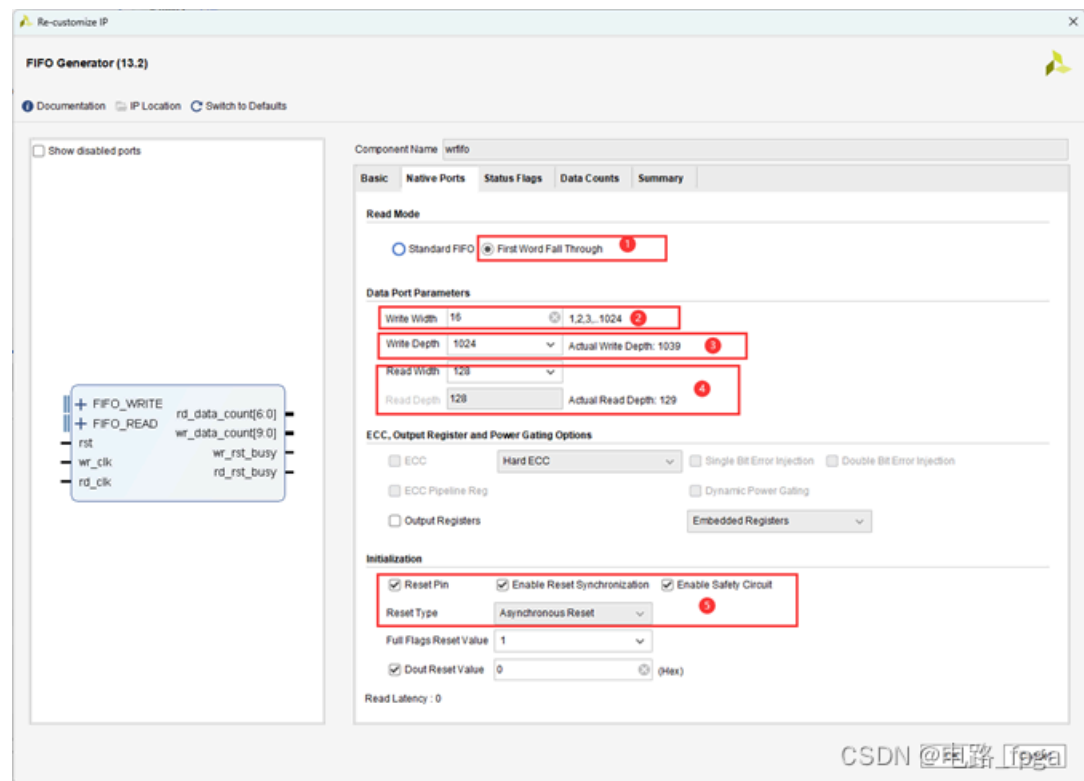 Re-customize IP
FIFO Generator (13.2)
Documentation IP Location Switch to Defaults
Show disabled ports
FIFO_WRITE
FIFO_READ
rst
wr_clk
rd_clk
rd_data_count[6:0]
wr_data_count[9:0]
wr_rst_busy
rd_rst_busy
Component Name wrfifo
Basic Native Ports Status Flags Data Counts Summary
Read Mode
Standard FIFO First Word Fall Through 1
Data Port Parameters
Write Width 16 1,2,3,..1024 2
Write Depth 1024 Actual Write Depth: 1039 3
Read Width 128
4
Read Depth 128 Actual Read Depth: 129
ECC, Output Register and Power Gating Options
ECC Hard ECC Single Bit Error Injection Double Bit Error Injection
ECC Pipeline Reg Dynamic Power Gating
Output Registers Embedded Registers
Initialization
Reset Pin Enable Reset Synchronization Enable Safety Circuit
Reset Type Asynchronous Reset 5
Full Flags Reset Value 1
Dout Reset Value 0 (Hex)
Read Latency : 0
CSDN @电路_fpga